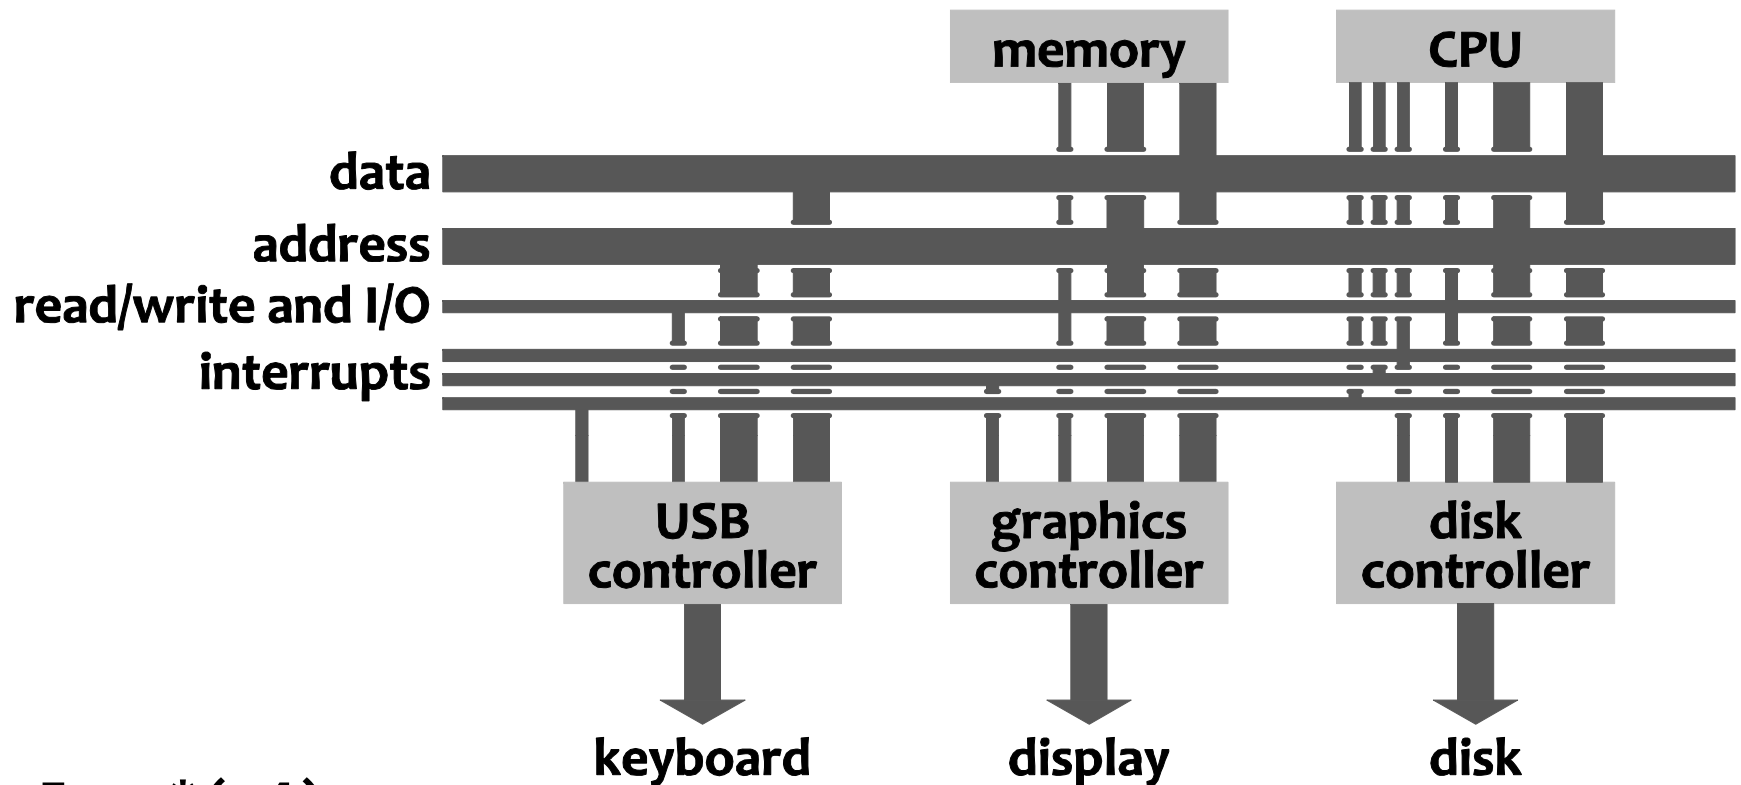 memory
CPU
data
address
read/write and I/O
interrupts
USB
controller
graphics
controller
disk
controller
keyboard
display
disk